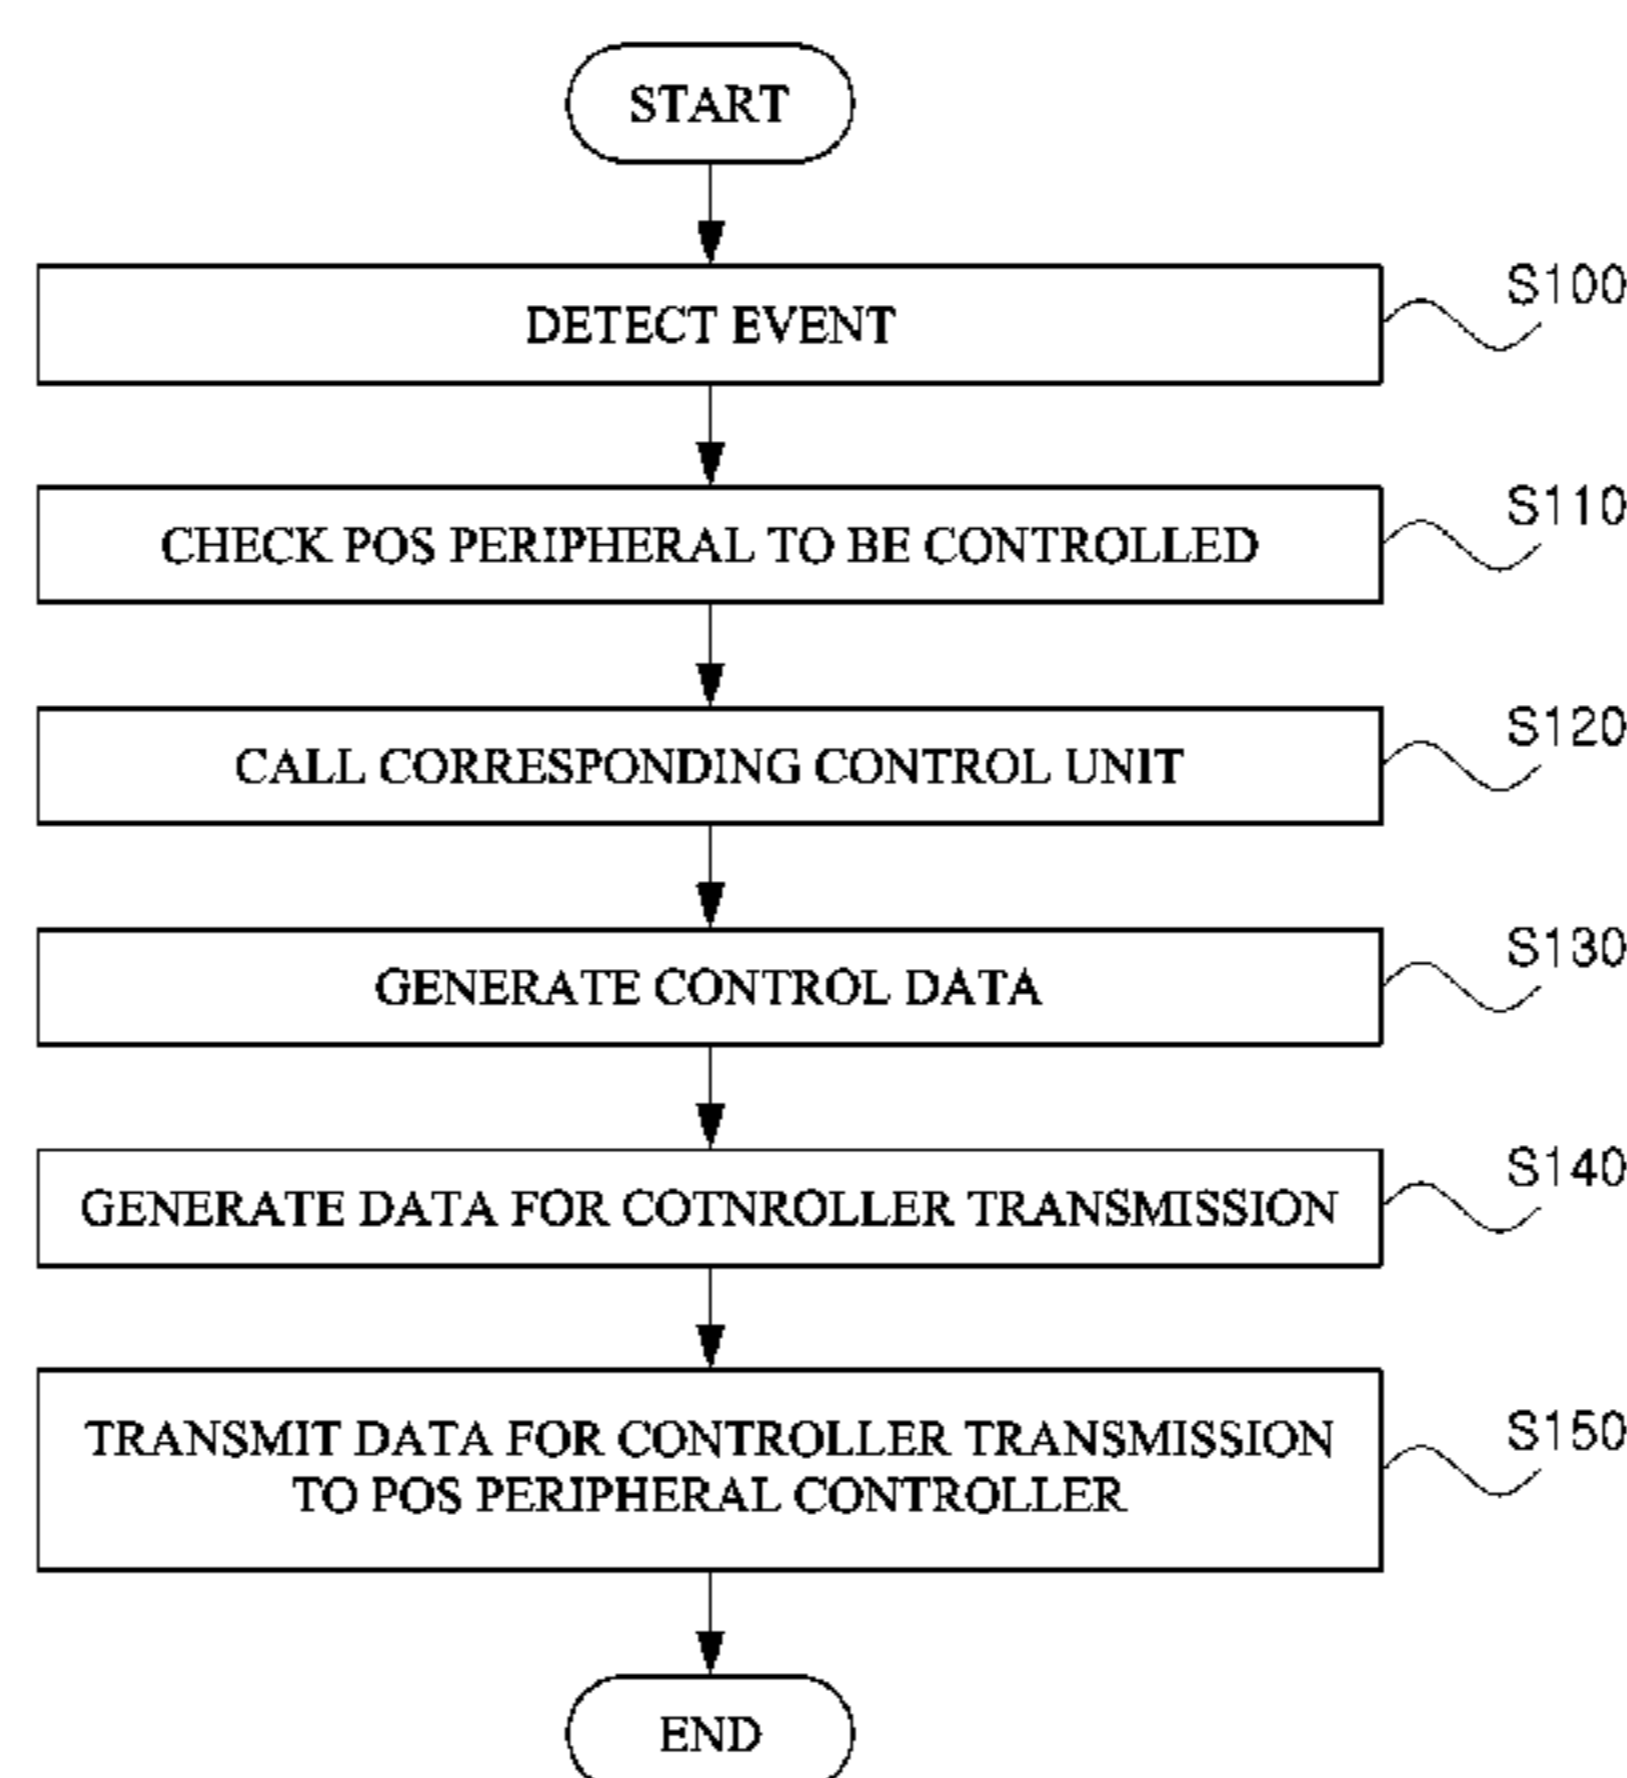 START
DETECT EVENT
S100
CHECK POS PERIPHERAL TO BE CONTROLLED
S110
CALL CORRESPONDING CONTROL UNIT
S120
GENERATE CONTROL DATA
S130
GENERATE DATA FOR COTNROLLER TRANSMISSION
S140
TRANSMIT DATA FOR CONTROLLER TRANSMISSION
TO POS PERIPHERAL CONTROLLER
S150
END